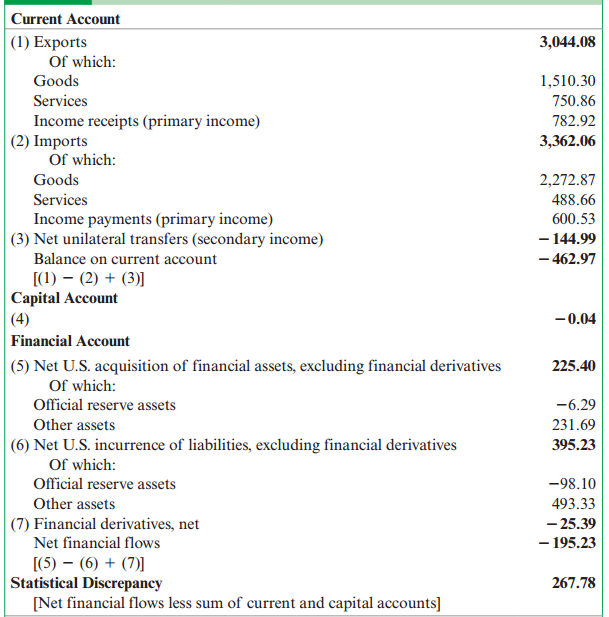 Current Account
(1) Exports 3,044.08
Of which:
Goods 1,510.30
Services 750.86
Income receipts (primary income) 782.92
(2) Imports 3,362.06
Of which:
Goods 2,272.87
Services 488.66
Income payments (primary income) 600.53
(3) Net unilateral transfers (secondary income) −144.99
Balance on current account −462.97
[(1) − (2) + (3)]
Capital Account
(4) −0.04
Financial Account
(5) Net U.S. acquisition of financial assets, excluding financial derivatives 225.40
Of which:
Official reserve assets −6.29
Other assets 231.69
(6) Net U.S. incurrence of liabilities, excluding financial derivatives 395.23
Of which:
Official reserve assets −98.10
Other assets 493.33
(7) Financial derivatives, net −25.39
Net financial flows −195.23
[(5) − (6) + (7)]
Statistical Discrepancy 267.78
[Net financial flows less sum of current and capital accounts]